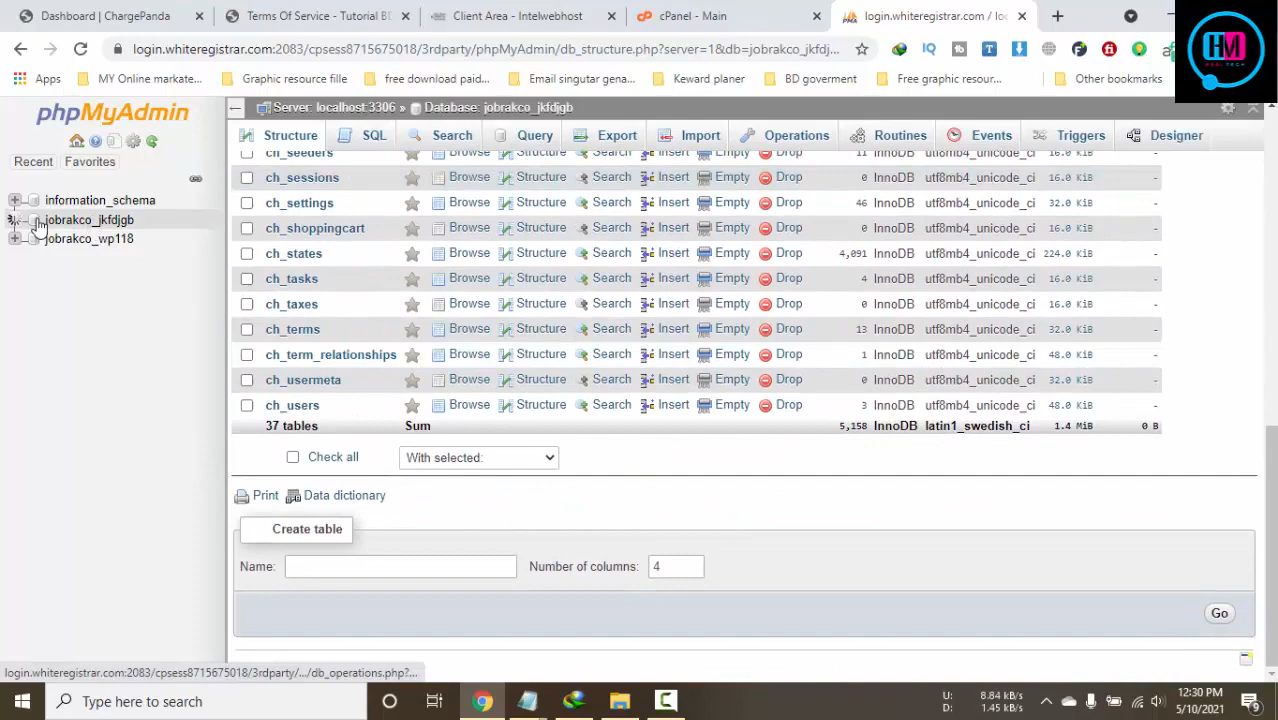 Dashboard | ChargePanda
Terms Of Service - Tutorial BD
Client Area - Intelwebhost
cPanel - Main
login.whiteregistrar.com / loc
login.whiteregistrar.com:2083/cpsess8715675018/3rdparty/phpMyAdmin/db_structure.php?server=1&db=jobrakco_jkfdj...
Apps
MY Online markate...
Graphic resource fille
free download paid...
Email singutar gena...
Keward planer
BD goverment
Free graphic resour...
Other bookmarks
HM
REAL TECH
phpMyAdmin
Recent
Favorites
information_schema
jobrakco_jkfdjgb
jobrakco_wp118
Server: localhost:3306 » Database: jobrakco_jkfdjgb
Structure SQL Search Query Export Import Operations Routines Events Triggers Designer
ch_seeders Browse Structure Search Insert Empty Drop 11 InnoDB utf8mb4_unicode_ci 16.0 KiB -
ch_sessions Browse Structure Search Insert Empty Drop 0 InnoDB utf8mb4_unicode_ci 16.0 KiB -
ch_settings Browse Structure Search Insert Empty Drop 46 InnoDB utf8mb4_unicode_ci 32.0 KiB -
ch_shoppingcart Browse Structure Search Insert Empty Drop 0 InnoDB utf8mb4_unicode_ci 16.0 KiB -
ch_states Browse Structure Search Insert Empty Drop 4,091 InnoDB utf8mb4_unicode_ci 224.0 KiB -
ch_tasks Browse Structure Search Insert Empty Drop 4 InnoDB utf8mb4_unicode_ci 16.0 KiB -
ch_taxes Browse Structure Search Insert Empty Drop 0 InnoDB utf8mb4_unicode_ci 16.0 KiB -
ch_terms Browse Structure Search Insert Empty Drop 13 InnoDB utf8mb4_unicode_ci 32.0 KiB -
ch_term_relationships Browse Structure Search Insert Empty Drop 1 InnoDB utf8mb4_unicode_ci 48.0 KiB -
ch_usermeta Browse Structure Search Insert Empty Drop 0 InnoDB utf8mb4_unicode_ci 32.0 KiB -
ch_users Browse Structure Search Insert Empty Drop 3 InnoDB utf8mb4_unicode_ci 48.0 KiB -
37 tables Sum 5,158 InnoDB latin1_swedish_ci 1.4 MiB 0 B
Check all
With selected:
Print
Data dictionary
Create table
Name:
Number of columns: 4
Go
login.whiteregistrar.com:2083/cpsess8715675018/3rdparty/.../db_operations.php?...
Type here to search
U: 8.84 kB/s
D: 1.45 kB/s
12:30 PM
5/10/2021
9